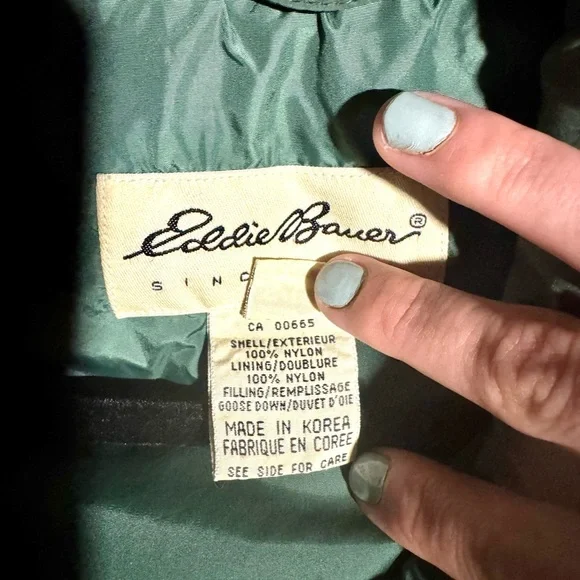 Eddie Bauer®
SINC
CA 00665
SHELL/EXTERIEUR
100% NYLON
LINING/DOUBLURE
100% NYLON
FILLING/REMPLISSAGE
GOOSE DOWN/DUVET D'OIE
MADE IN KOREA
FABRIQUE EN COREE
SEE SIDE FOR CARE